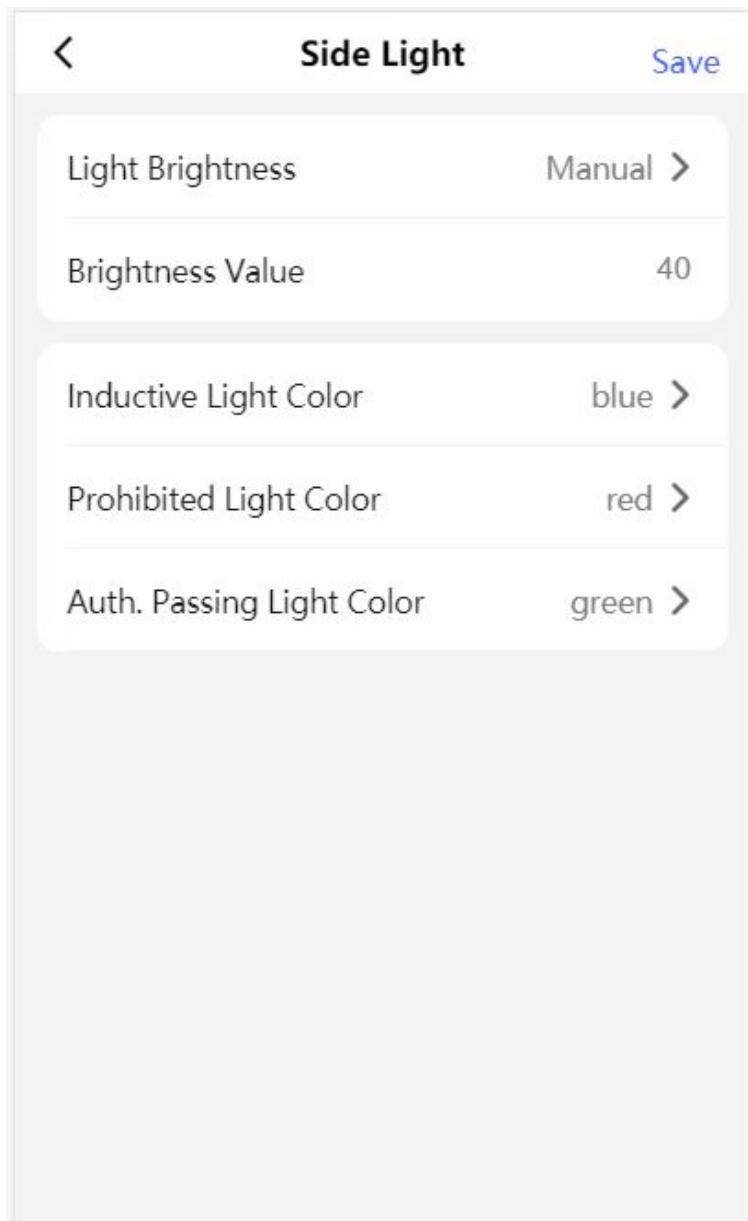 Side Light Save
Light Brightness Manual
Brightness Value 40
Inductive Light Color blue
Prohibited Light Color red
Auth. Passing Light Color green